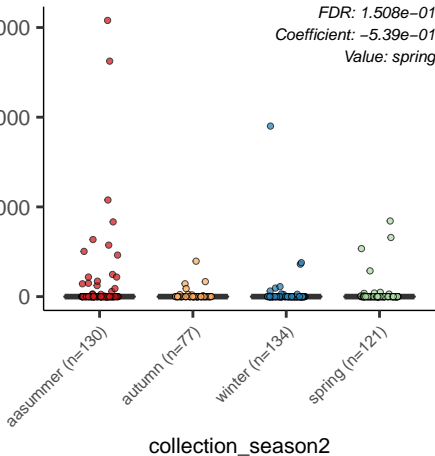 FDR: 1.508e−01
Coefficient: −5.39e−01
Value: spring
000
000
000
0
aasummer (n=130)
autumn (n=77)
winter (n=134)
spring (n=121)
collection_season2